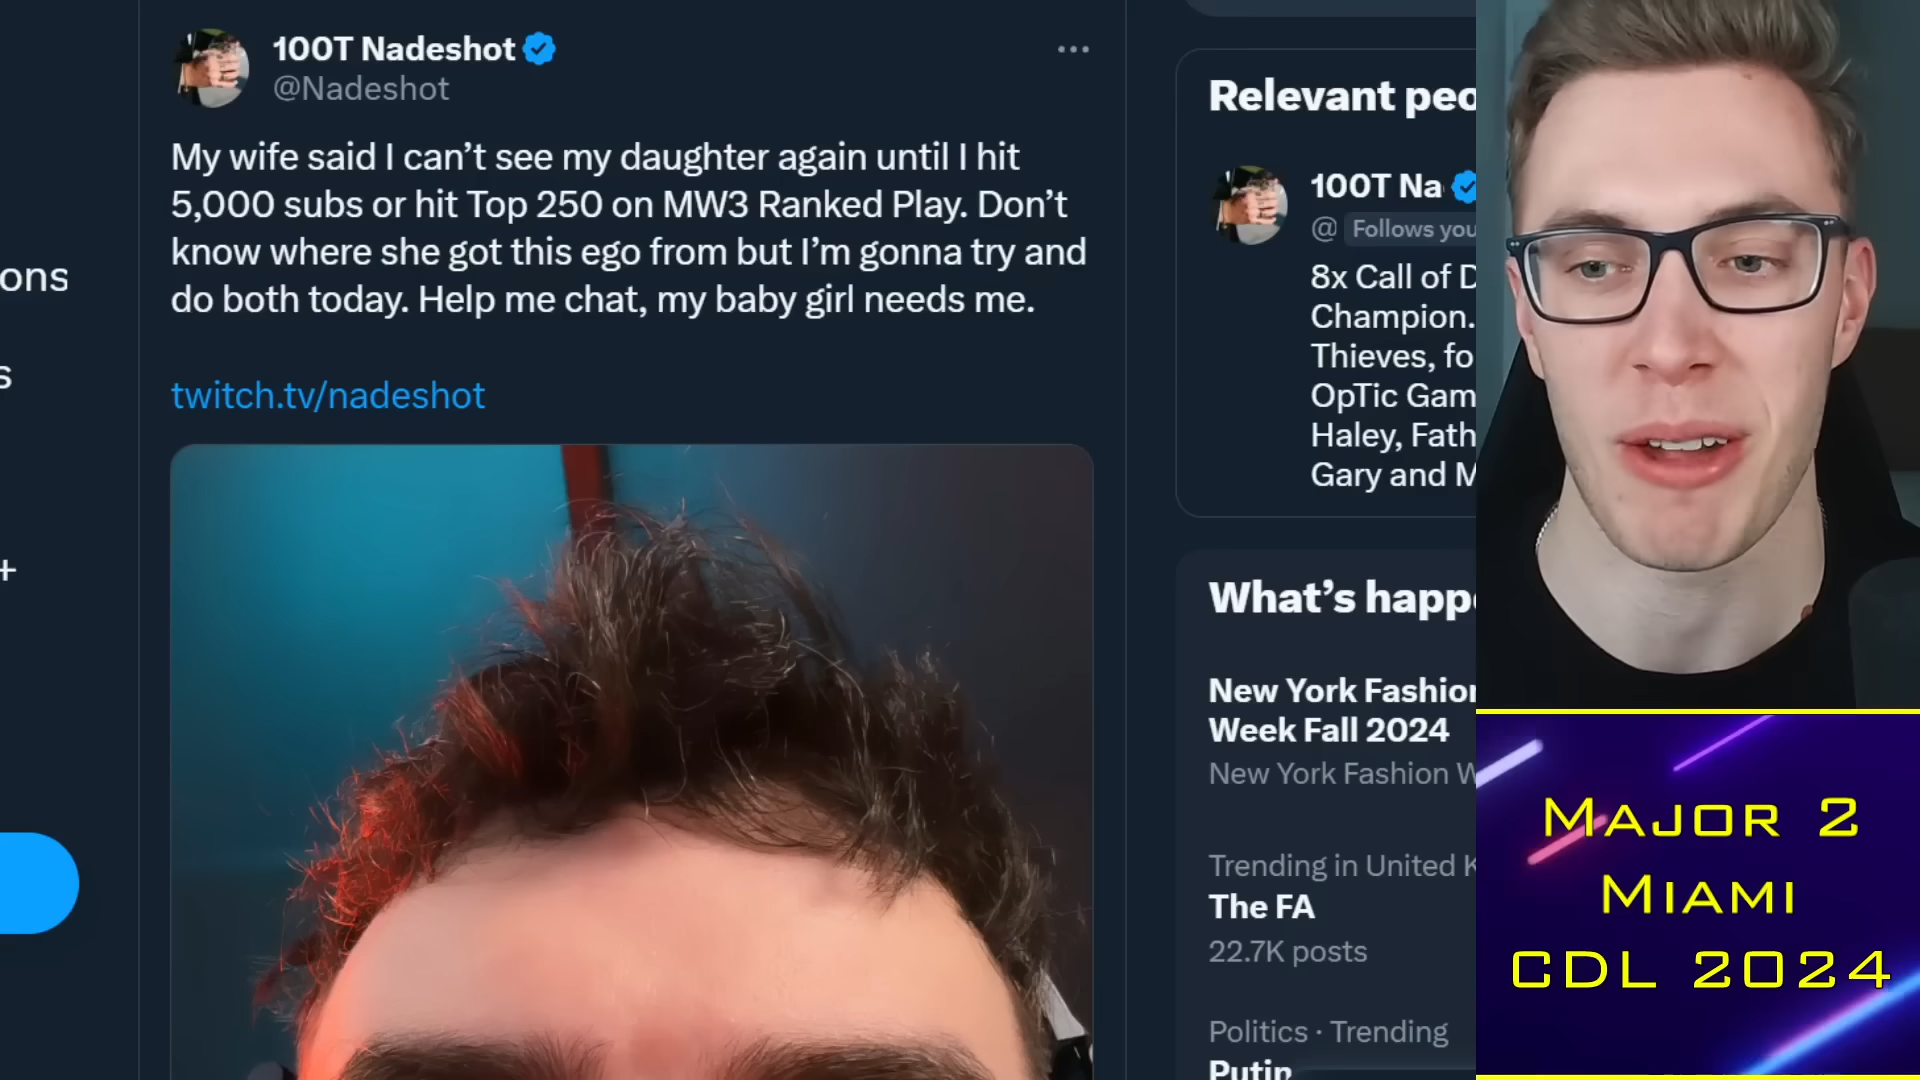 100T Nadeshot
@Nadeshot
My wife said I can’t see my daughter again until I hit
5,000 subs or hit Top 250 on MW3 Ranked Play. Don’t
know where she got this ego from but I’m gonna try and
do both today. Help me chat, my baby girl needs me.
twitch.tv/nadeshot
ons
s
+
Relevant peo
100T Na
@ Follows you
8x Call of D
Champion.
Thieves, fo
OpTic Gam
Haley, Fath
Gary and M
What’s happe
New York Fashion
Week Fall 2024
New York Fashion W
Trending in United K
The FA
22.7K posts
Politics · Trending
Putin
Major 2
Miami
CDL 2024